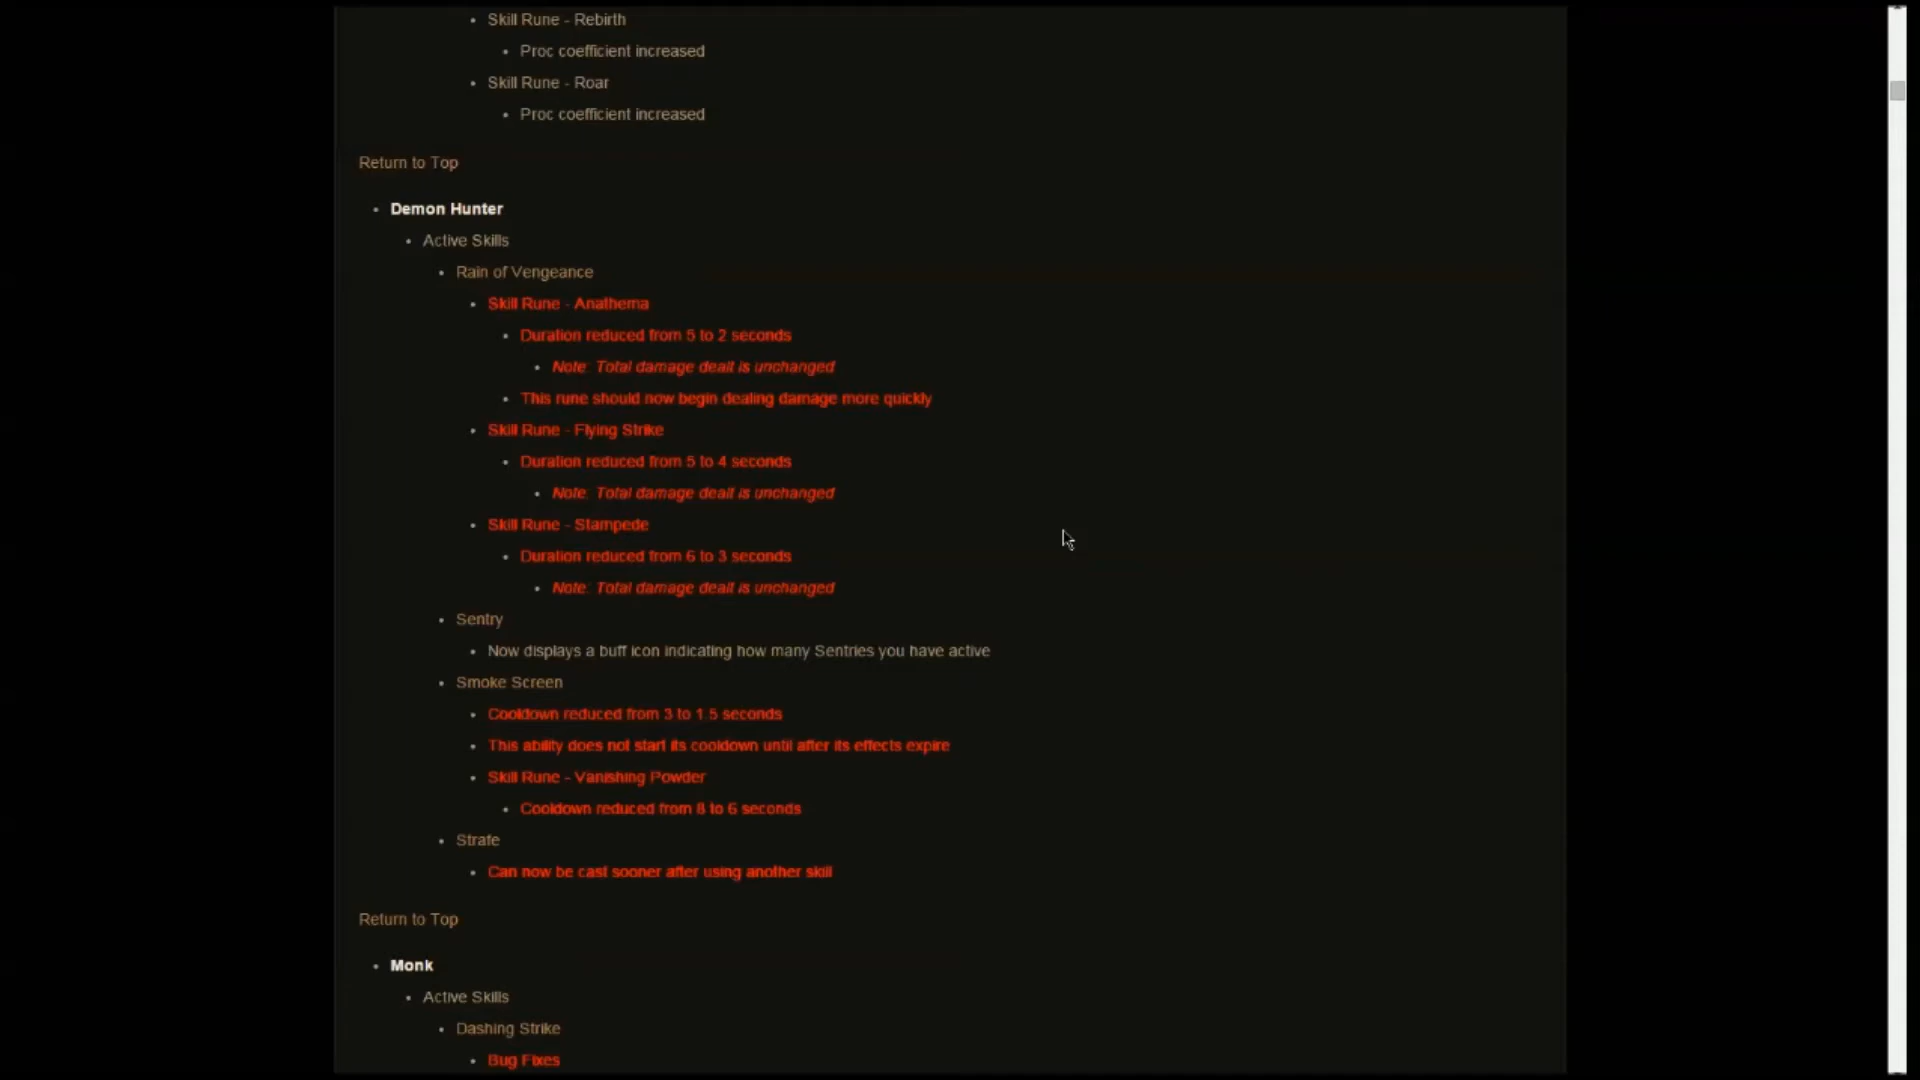 Skill Rune - Rebirth
Proc coefficient increased
Skill Rune - Roar
Proc coefficient increased
Return to Top
Demon Hunter
Active Skills
Rain of Vengeance
Skill Rune - Anathema
Duration reduced from 5 to 2 seconds
Note: Total damage dealt is unchanged
This rune should now begin dealing damage more quickly
Skill Rune - Flying Strike
Duration reduced from 5 to 4 seconds
Note: Total damage dealt is unchanged
Skill Rune - Stampede
Duration reduced from 6 to 3 seconds
Note: Total damage dealt is unchanged
Sentry
Now displays a buff icon indicating how many Sentries you have active
Smoke Screen
Cooldown reduced from 3 to 1.5 seconds
This ability does not start its cooldown until after its effects expire
Skill Rune - Vanishing Powder
Cooldown reduced from 8 to 6 seconds
Strafe
Can now be cast sooner after using another skill
Return to Top
Monk
Active Skills
Dashing Strike
Bug Fixes